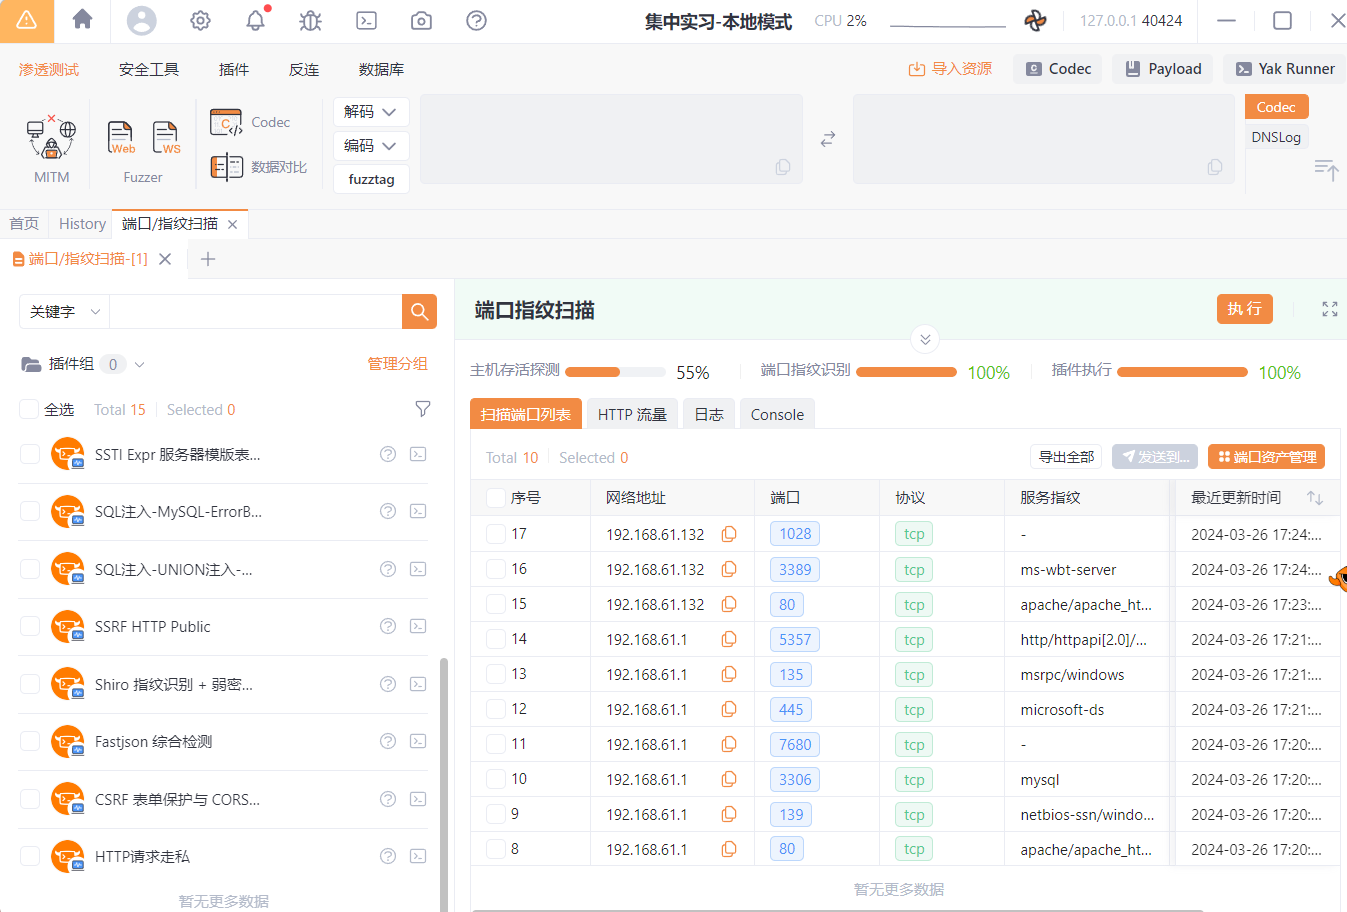 集中实习-本地模式 CPU 2% 127.0.0.1 40424
渗透测试 安全工具 插件 反连 数据库 导入资源 Codec Payload Yak Runner
MITM
Web WS
Fuzzer
Codec
数据对比
解码
编码
fuzztag
Codec
DNSLog
首页 History 端口/指纹扫描
端口/指纹扫描-[1]
关键字
插件组 0 管理分组
全选 Total 15 Selected 0
SSTI Expr 服务器模版表...
SQL注入-MySQL-ErrorB...
SQL注入-UNION注入-...
SSRF HTTP Public
Shiro 指纹识别 + 弱密...
Fastjson 综合检测
CSRF 表单保护与 CORS...
HTTP请求走私
暂无更多数据
端口指纹扫描 执行
主机存活探测 55% 端口指纹识别 100% 插件执行 100%
扫描端口列表 HTTP 流量 日志 Console
Total 10 Selected 0 导出全部 发送到... 端口资产管理
序号 网络地址 端口 协议 服务指纹 最近更新时间
17 192.168.61.132 1028 tcp - 2024-03-26 17:24:...
16 192.168.61.132 3389 tcp ms-wbt-server 2024-03-26 17:24:...
15 192.168.61.132 80 tcp apache/apache_ht... 2024-03-26 17:23:...
14 192.168.61.1 5357 tcp http/httpapi[2.0]/... 2024-03-26 17:21:...
13 192.168.61.1 135 tcp msrpc/windows 2024-03-26 17:21:...
12 192.168.61.1 445 tcp microsoft-ds 2024-03-26 17:21:...
11 192.168.61.1 7680 tcp - 2024-03-26 17:20:...
10 192.168.61.1 3306 tcp mysql 2024-03-26 17:20:...
9 192.168.61.1 139 tcp netbios-ssn/windo... 2024-03-26 17:20:...
8 192.168.61.1 80 tcp apache/apache_ht... 2024-03-26 17:20:...
暂无更多数据